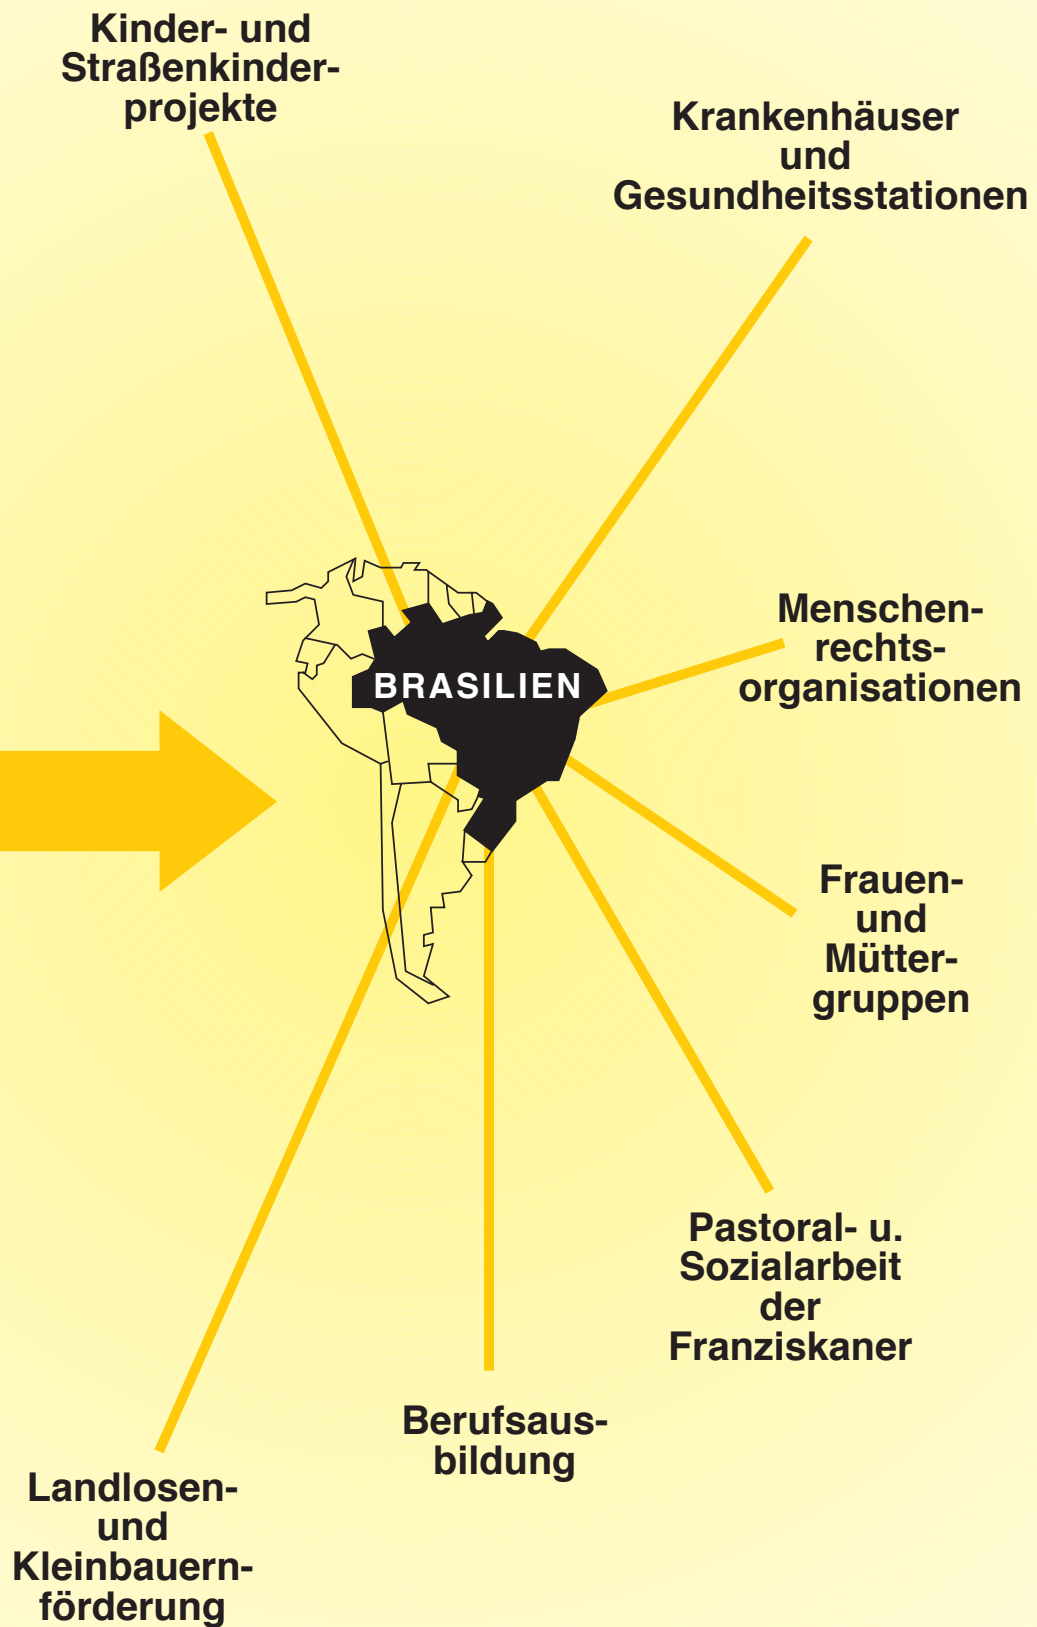 Kinder- und
Straßenkinder-
projekte
Krankenhäuser
und
Gesundheitsstationen
Menschen-
rechts-
organisationen
BRASILIEN
Frauen-
und
Mütter-
gruppen
Pastoral- u.
Sozialarbeit
der
Franziskaner
Berufsaus-
bildung
Landlosen-
und
Kleinbauern-
förderung